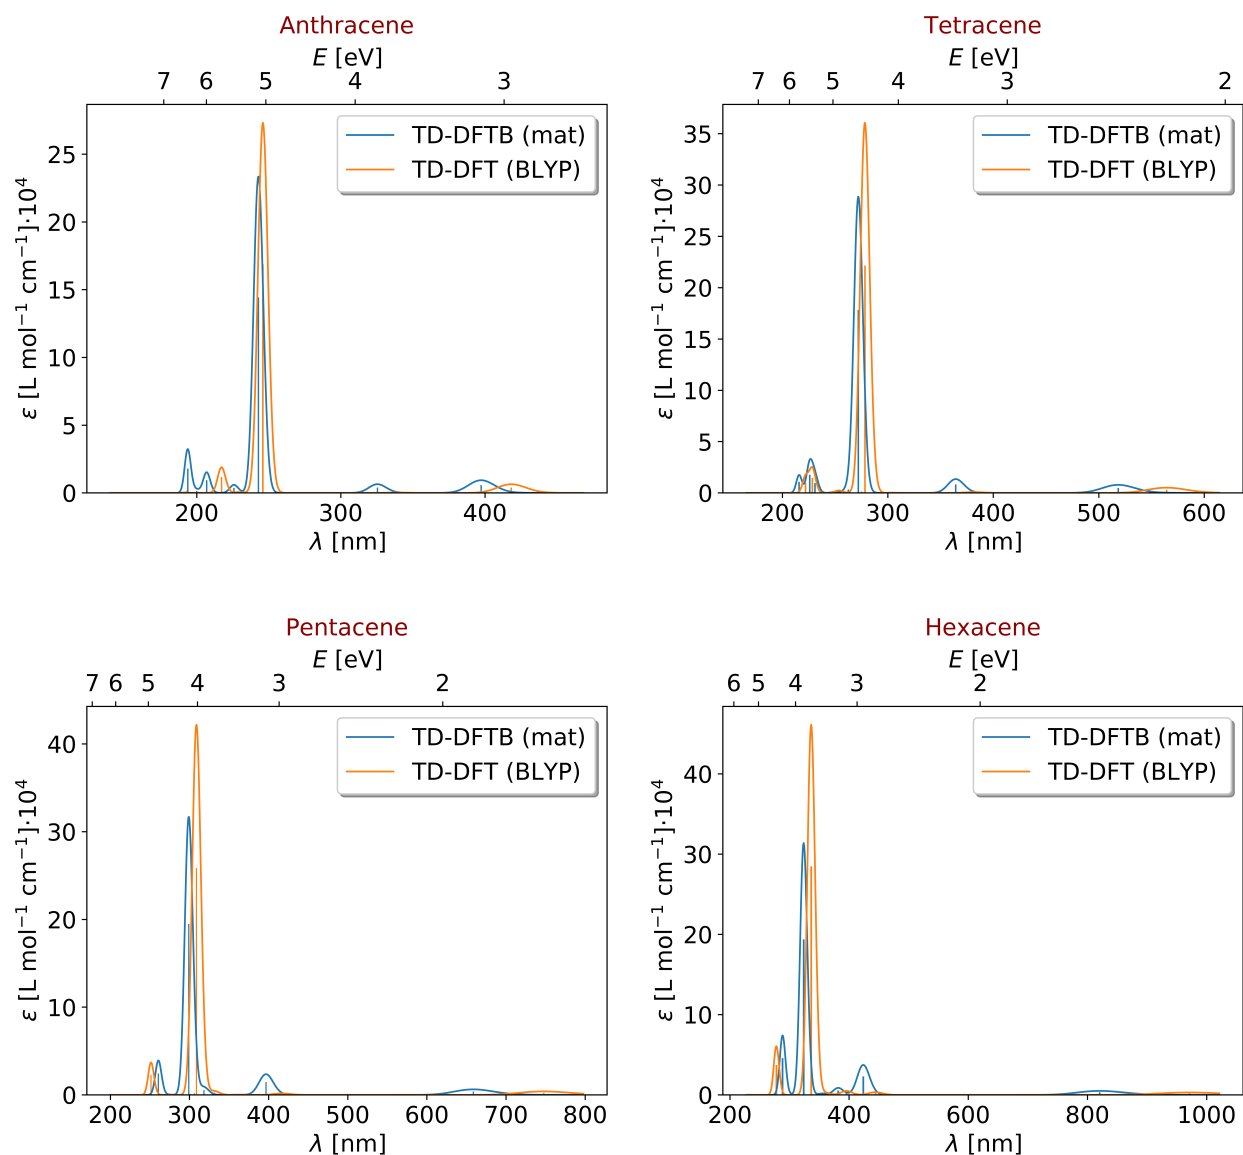 Anthracene
E [eV]
7 6 5 4 3
TD-DFTB (mat)
TD-DFT (BLYP)
25
20
15
10
5
0
ε [L mol⁻¹ cm⁻¹]·10⁴
200 300 400
λ [nm]
Tetracene
E [eV]
7 6 5 4 3 2
TD-DFTB (mat)
TD-DFT (BLYP)
35
30
25
20
15
10
5
0
ε [L mol⁻¹ cm⁻¹]·10⁴
200 300 400 500 600
λ [nm]
Pentacene
E [eV]
7 6 5 4 3 2
TD-DFTB (mat)
TD-DFT (BLYP)
40
30
20
10
0
ε [L mol⁻¹ cm⁻¹]·10⁴
200 300 400 500 600 700 800
λ [nm]
Hexacene
E [eV]
6 5 4 3 2
TD-DFTB (mat)
TD-DFT (BLYP)
40
30
20
10
0
ε [L mol⁻¹ cm⁻¹]·10⁴
200 400 600 800 1000
λ [nm]